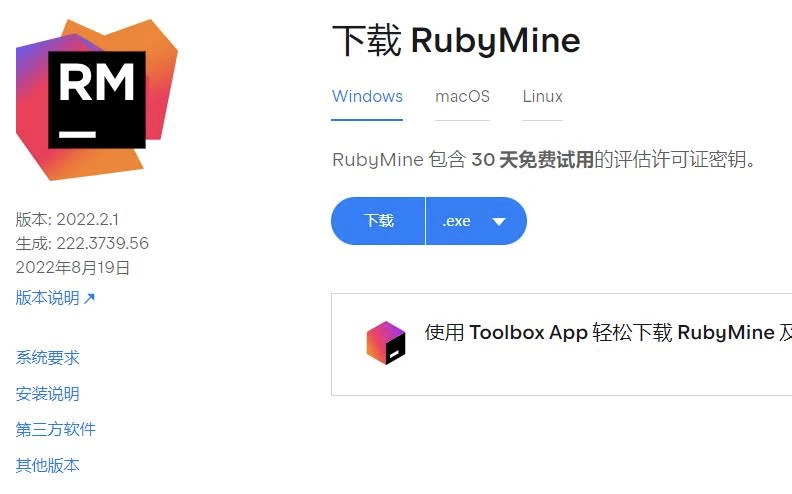 RM
下载 RubyMine
Windows macOS Linux
RubyMine 包含 30 天免费试用的评估许可证密钥。
下载 .exe
版本: 2022.2.1
生成: 222.3739.56
2022年8月19日
版本说明
系统要求
安装说明
第三方软件
其他版本
使用 Toolbox App 轻松下载 RubyMine 及